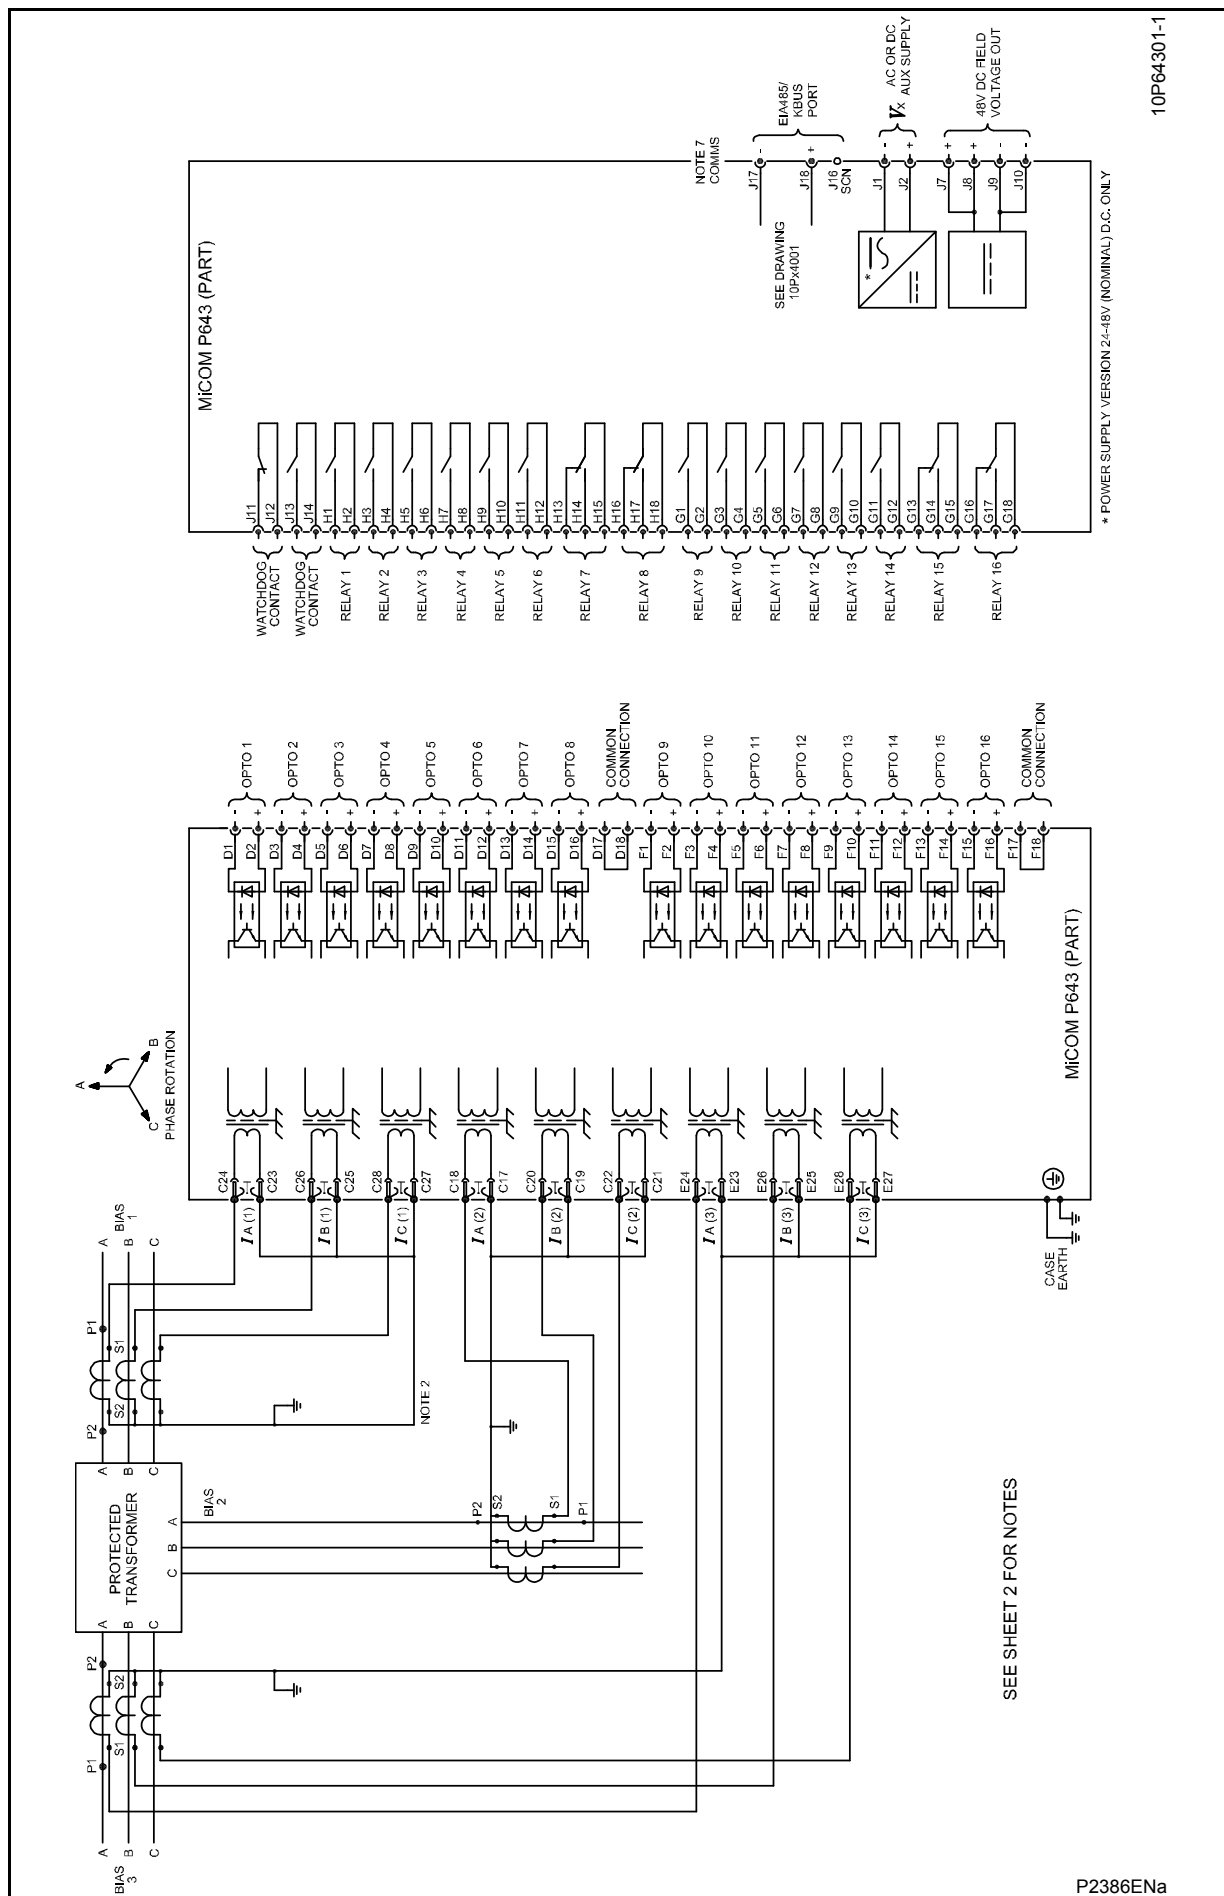 10P64301-1
MiCOM P643 (PART)
WATCHDOG
CONTACT
J11
J12
WATCHDOG
CONTACT
J13
J14
RELAY 1
H1
H2
RELAY 2
H3
H4
RELAY 3
H5
H6
RELAY 4
H7
H8
RELAY 5
H9
H10
RELAY 6
H11
H12
RELAY 7
H13
H14
H15
RELAY 8
H16
H17
H18
RELAY 9
G1
G2
RELAY 10
G3
G4
RELAY 11
G5
G6
RELAY 12
G7
G8
RELAY 13
G9
G10
RELAY 14
G11
G12
RELAY 15
G13
G14
G15
RELAY 16
G16
G17
G18
NOTE 7
COMMS
J17
-
J18
+
J16
SCN
EIA485/
KBUS
PORT
SEE DRAWING
10Px4001
*
J1
-
J2
+
Vx
AC OR DC
AUX SUPPLY
J7
+
J8
+
J9
-
J10
-
48V DC FIELD
VOLTAGE OUT
* POWER SUPPLY VERSION 24-48V (NOMINAL) D.C. ONLY
D1
-
D2
+
OPTO 1
D3
-
D4
+
OPTO 2
D5
-
D6
+
OPTO 3
D7
-
D8
+
OPTO 4
D9
-
D10
+
OPTO 5
D11
-
D12
+
OPTO 6
D13
-
D14
+
OPTO 7
D15
-
D16
+
OPTO 8
D17
D18
COMMON
CONNECTION
F1
-
F2
+
OPTO 9
F3
-
F4
+
OPTO 10
F5
-
F6
+
OPTO 11
F7
-
F8
+
OPTO 12
F9
-
F10
+
OPTO 13
F11
-
F12
+
OPTO 14
F13
-
F14
+
OPTO 15
F15
-
F16
+
OPTO 16
F17
F18
COMMON
CONNECTION
MiCOM P643 (PART)
A
B
C
PHASE ROTATION
C24
I A (1)
C23
C26
I B (1)
C25
C28
I C (1)
C27
C18
I A (2)
C17
C20
I B (2)
C19
C22
I C (2)
C21
E24
I A (3)
E23
E26
I B (3)
E25
E28
I C (3)
E27
CASE
EARTH
A
B
C
BIAS
1
P1
S1
S2
P2
NOTE 2
A
B
C
PROTECTED
TRANSFORMER
A
B
C
BIAS
2
A
B
C
P2
S2
S1
P1
P2
S2
S1
P1
A
B
C
BIAS
3
SEE SHEET 2 FOR NOTES
P2386ENa